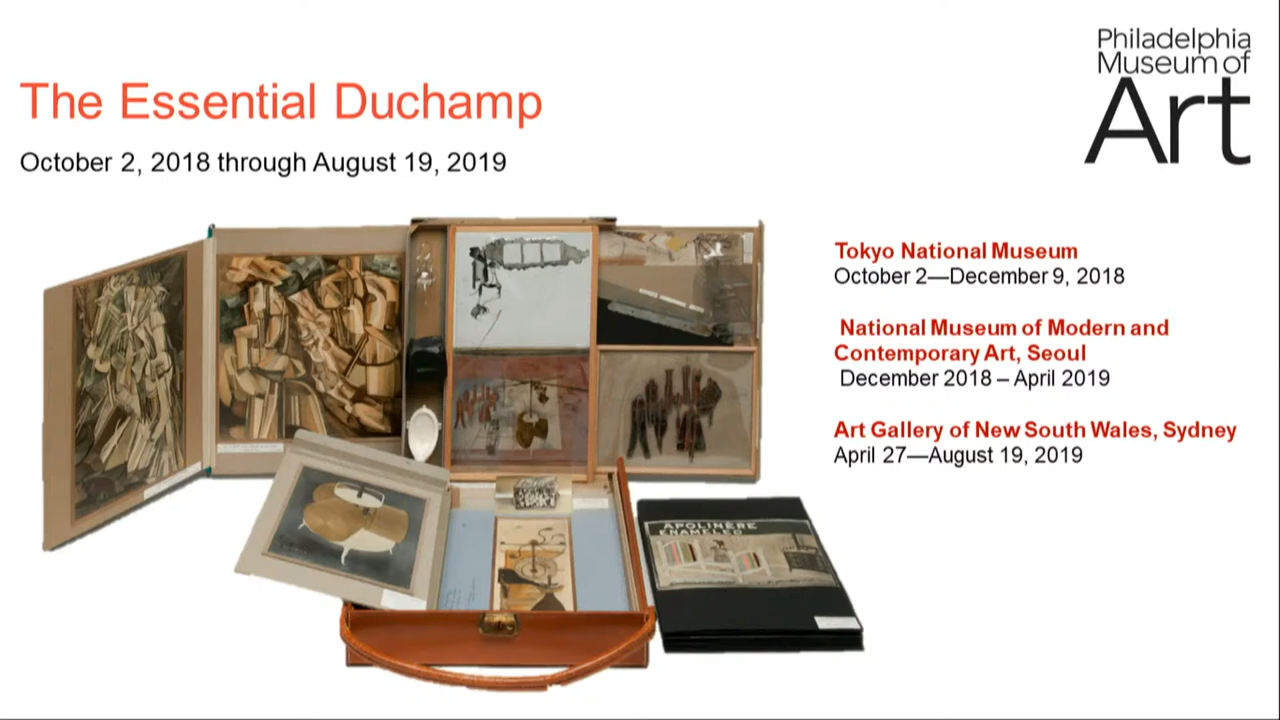 The Essential Duchamp
October 2, 2018 through August 19, 2019
Philadelphia
Museum of
Art
Tokyo National Museum
October 2—December 9, 2018
National Museum of Modern and
Contemporary Art, Seoul
December 2018 – April 2019
Art Gallery of New South Wales, Sydney
April 27—August 19, 2019
APOLINÈRE
ENAMELED